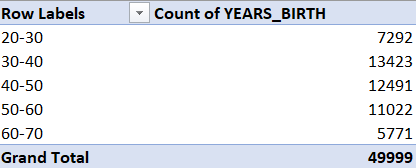 Row Labels Count of YEARS_BIRTH
20-30 7292
30-40 13423
40-50 12491
50-60 11022
60-70 5771
Grand Total 49999